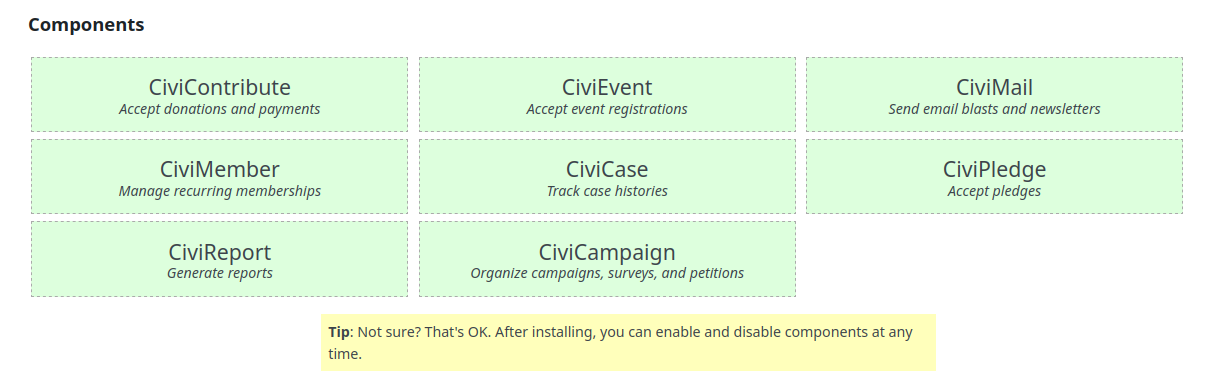 Components
CiviContribute
Accept donations and payments
CiviEvent
Accept event registrations
CiviMail
Send email blasts and newsletters
CiviMember
Manage recurring memberships
CiviCase
Track case histories
CiviPledge
Accept pledges
CiviReport
Generate reports
CiviCampaign
Organize campaigns, surveys, and petitions
Tip: Not sure? That's OK. After installing, you can enable and disable components at any
time.